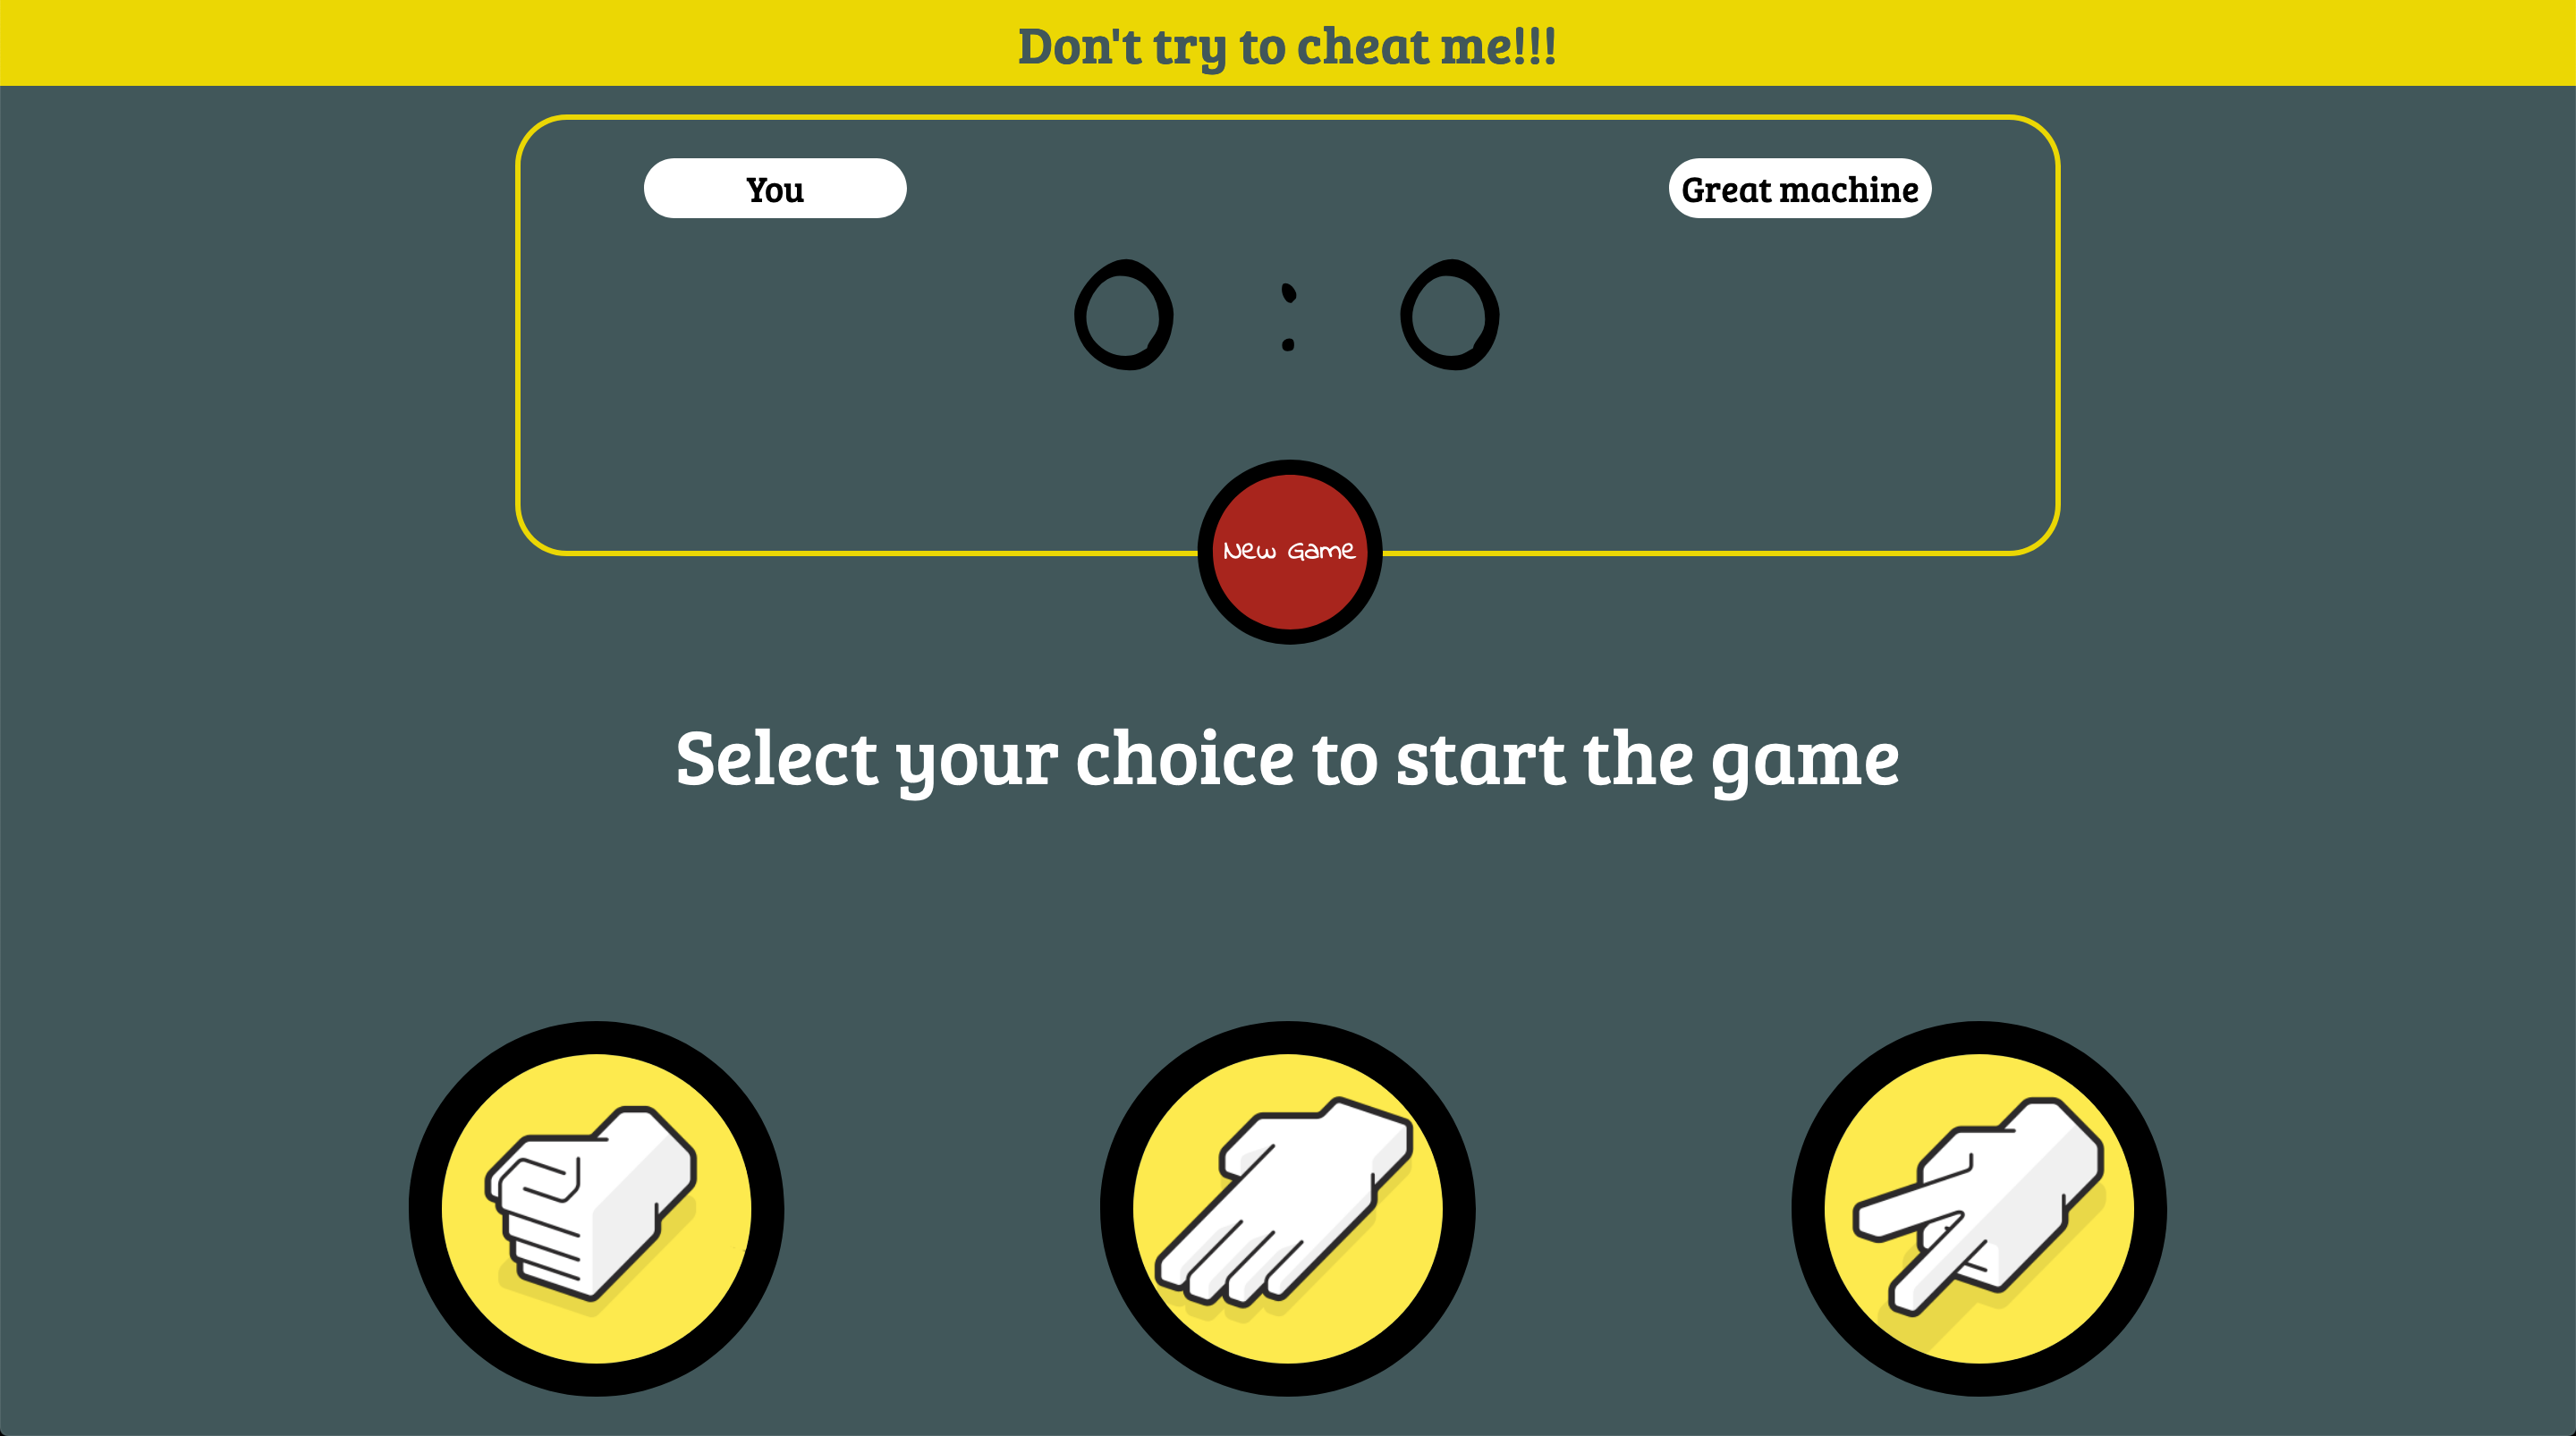 Don't try to cheat me!!!
You
Great machine
0 : 0
New Game
Select your choice to start the game